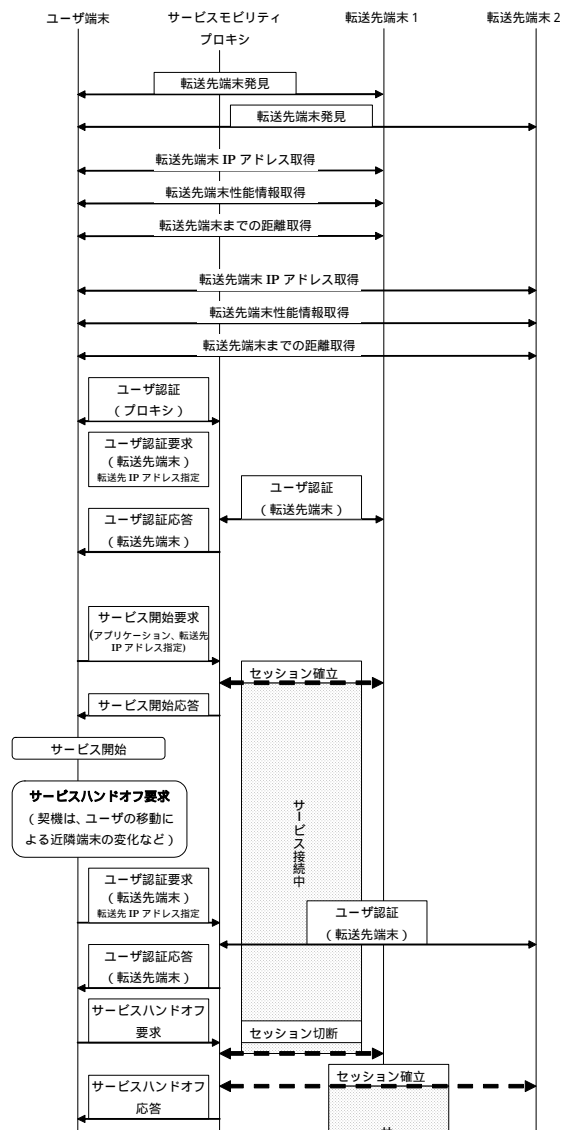 ユーザ端末
サービスモビリティ
プロキシ
転送先端末 1
転送先端末 2
転送先端末発見
転送先端末発見
転送先端末 IP アドレス取得
転送先端末性能情報取得
転送先端末までの距離取得
転送先端末 IP アドレス取得
転送先端末性能情報取得
転送先端末までの距離取得
ユーザ認証
(プロキシ)
ユーザ認証要求
(転送先端末)
転送先 IP アドレス指定
ユーザ認証
(転送先端末)
ユーザ認証応答
(転送先端末)
サービス開始要求
(アプリケーション、転送先
IP アドレス指定)
セッション確立
サービス開始応答
サービス開始
サービスハンドオフ要求
(契機は、ユーザの移動に
よる近隣端末の変化など)
サービス接続中
ユーザ認証要求
(転送先端末)
転送先 IP アドレス指定
ユーザ認証
(転送先端末)
ユーザ認証応答
(転送先端末)
サービスハンドオフ
要求
セッション切断
セッション確立
サービスハンドオフ
応答